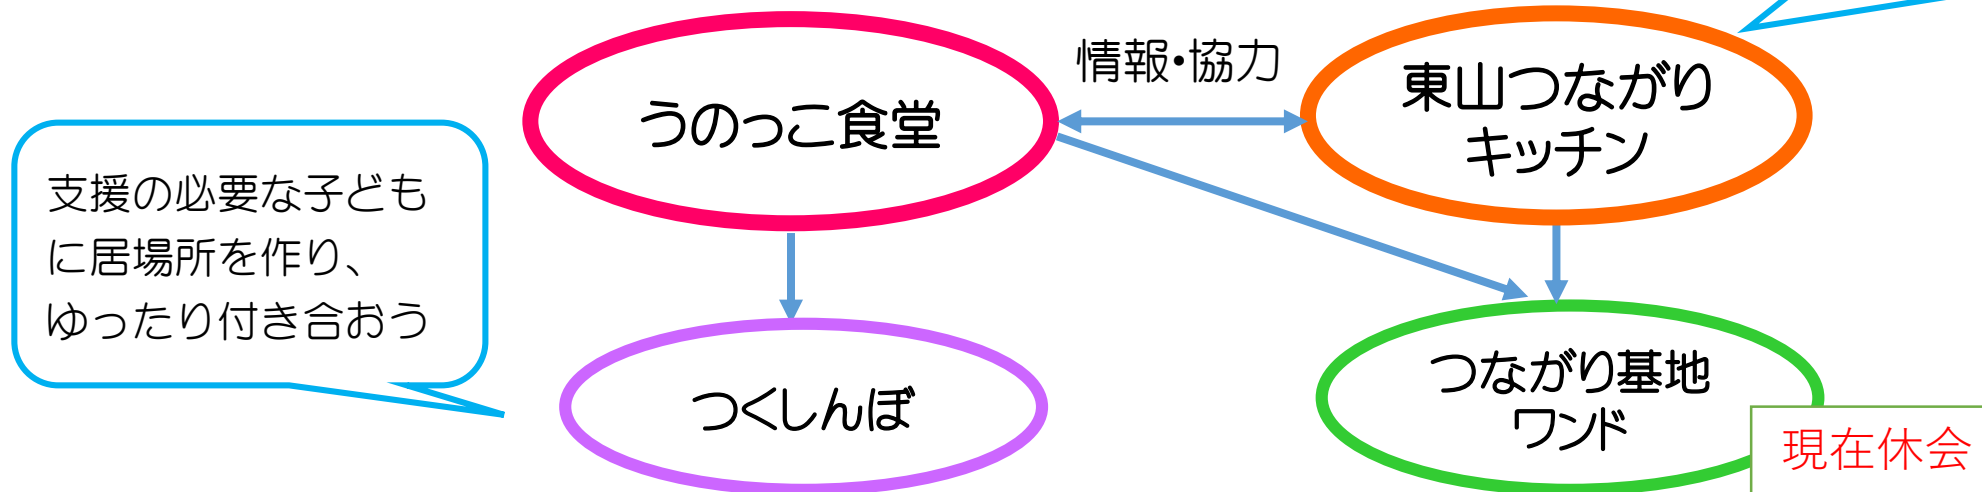 情報・協力
うのっこ食堂
東山つながり
キッチン
支援の必要な子ども
に居場所を作り、
ゆったり付き合おう
つくしんぼ
つながり基地
ワンド
現在休会